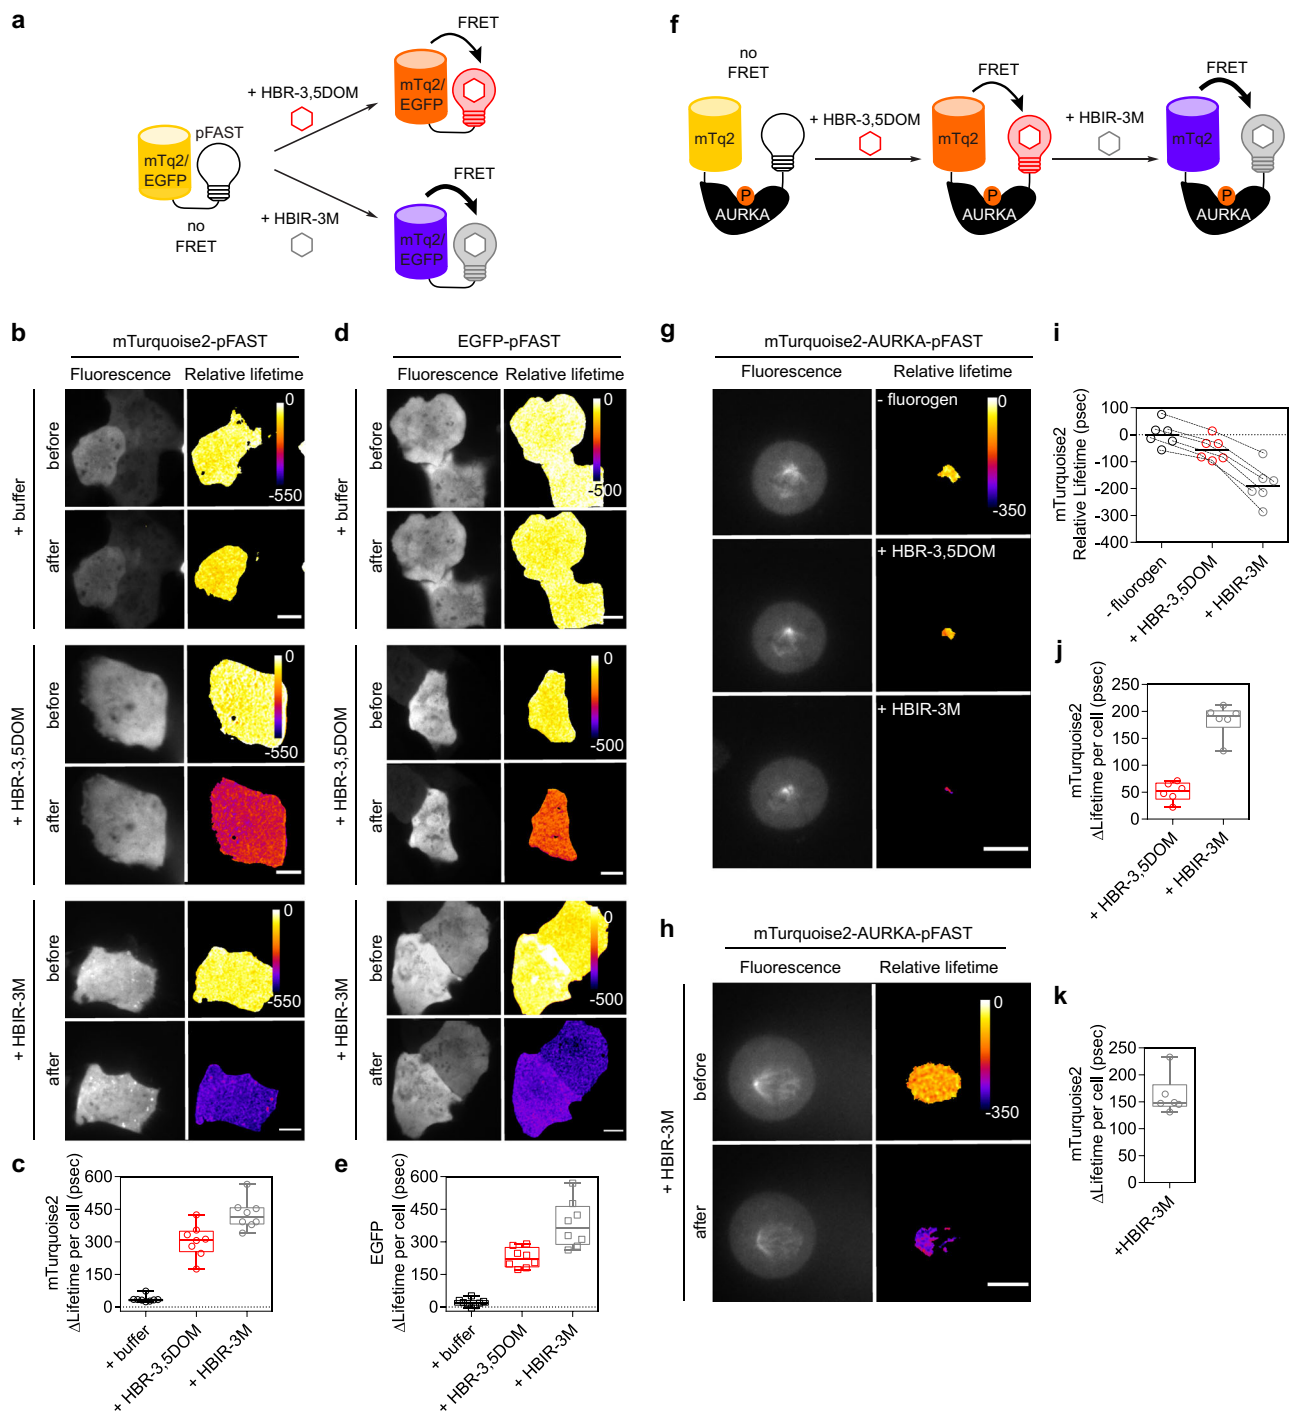 a
FRET
mTq2/
EGFP
+ HBR-3,5DOM
pFAST
mTq2/
EGFP
no
FRET
+ HBIR-3M
FRET
mTq2/
EGFP
f
no
FRET
mTq2
P
AURKA
+ HBR-3,5DOM
FRET
mTq2
P
AURKA
+ HBIR-3M
FRET
mTq2
P
AURKA
b
mTurquoise2-pFAST
Fluorescence
Relative lifetime
+ buffer
before
0
-550
after
+ HBR-3,5DOM
before
0
-550
after
+ HBIR-3M
before
0
-550
after
d
EGFP-pFAST
Fluorescence
Relative lifetime
+ buffer
before
0
-500
after
+ HBR-3,5DOM
before
0
-500
after
+ HBIR-3M
before
0
-500
after
g
mTurquoise2-AURKA-pFAST
Fluorescence
Relative lifetime
- fluorogen
0
-350
+ HBR-3,5DOM
+ HBIR-3M
h
mTurquoise2-AURKA-pFAST
Fluorescence
Relative lifetime
+ HBIR-3M
before
0
-350
after
i
mTurquoise2
Relative Lifetime (psec)
100
0
-100
-200
-300
-400
- fluorogen
+ HBR-3,5DOM
+ HBIR-3M
j
mTurquoise2
ΔLifetime per cell (psec)
250
200
150
100
50
0
+ HBR-3,5DOM
+ HBIR-3M
k
mTurquoise2
ΔLifetime per cell (psec)
250
200
150
100
50
0
+HBIR-3M
c
mTurquoise2
ΔLifetime per cell (psec)
600
450
300
150
0
+ buffer
+ HBR-3,5DOM
+ HBIR-3M
e
EGFP
ΔLifetime per cell (psec)
600
450
300
150
0
+ buffer
+ HBR-3,5DOM
+ HBIR-3M